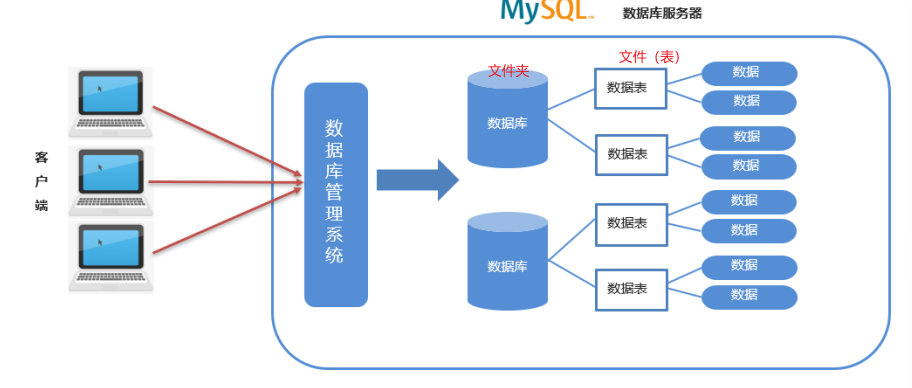 MySQL 数据库服务器
客户端
数据库管理系统
文件夹
数据库
文件（表）
数据表
数据
数据
数据表
数据
数据
数据库
数据表
数据
数据
数据表
数据
数据